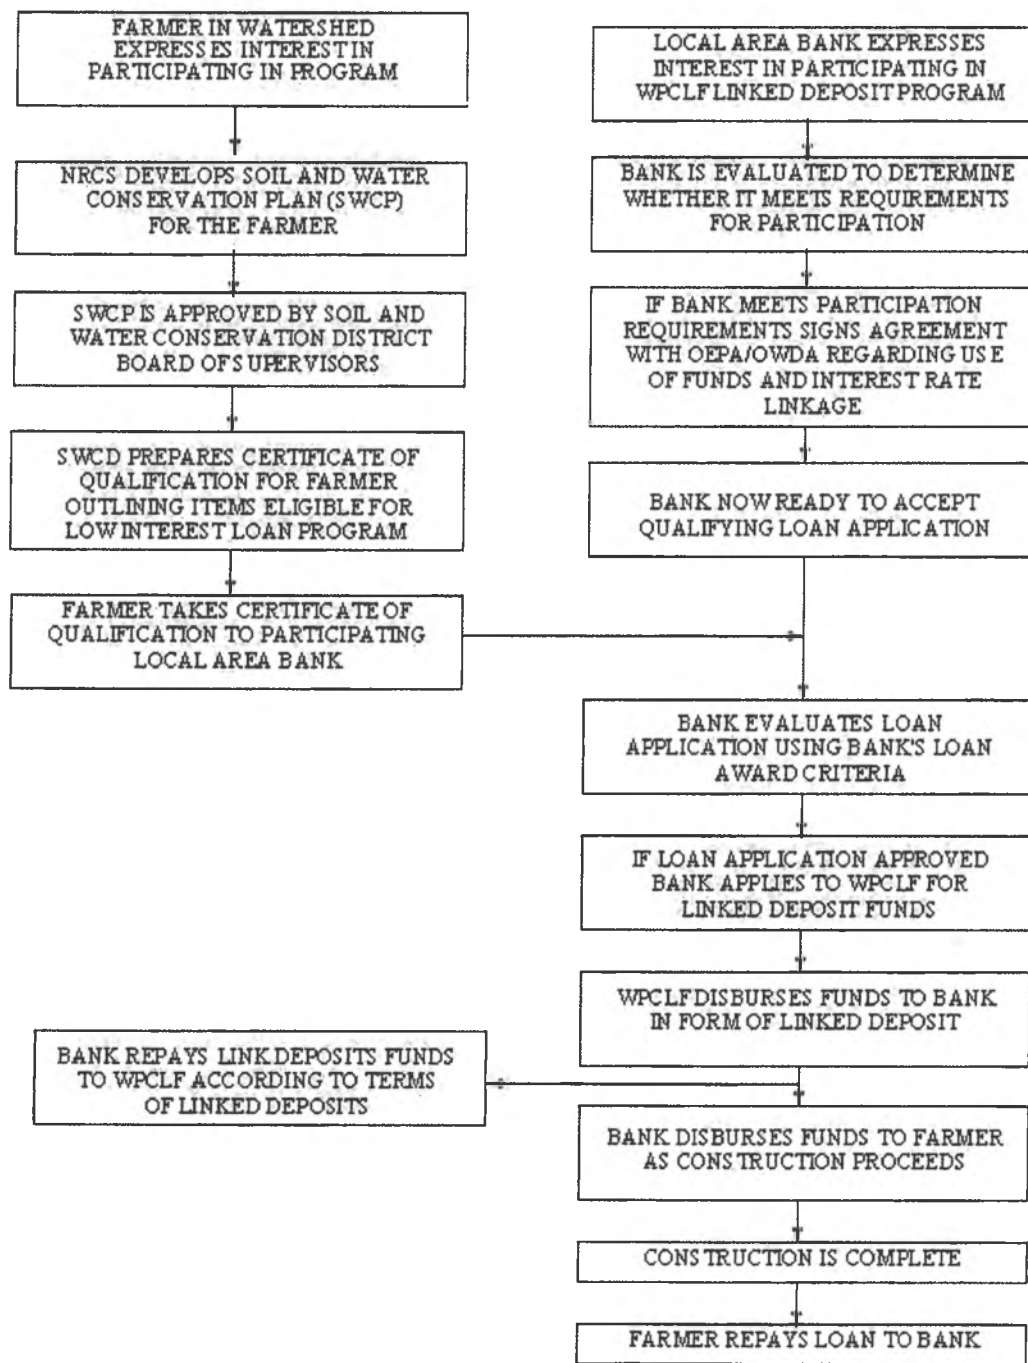 FARMER IN WATERSHED
EXPRESSES INTEREST IN
PARTICIPATING IN PROGRAM
NRCS DEVELOPS SOIL AND WATER
CONSERVATION PLAN (SWCP)
FOR THE FARMER
SWCP IS APPROVED BY SOIL AND
WATER CONSERVATION DISTRICT
BOARD OF SUPERVISORS
SWCD PREPARES CERTIFICATE OF
QUALIFICATION FOR FARMER
OUTLINING ITEMS ELIGIBLE FOR
LOW INTEREST LOAN PROGRAM
FARMER TAKES CERTIFICATE OF
QUALIFICATION TO PARTICIPATING
LOCAL AREA BANK
LOCAL AREA BANK EXPRESSES
INTEREST IN PARTICIPATING IN
WPCLF LINKED DEPOSIT PROGRAM
BANK IS EVALUATED TO DETERMINE
WHETHER IT MEETS REQUIREMENTS
FOR PARTICIPATION
IF BANK MEETS PARTICIPATION
REQUIREMENTS SIGNS AGREEMENT
WITH OEPA/OWDA REGARDING USE
OF FUNDS AND INTEREST RATE
LINKAGE
BANK NOW READY TO ACCEPT
QUALIFYING LOAN APPLICATION
BANK EVALUATES LOAN
APPLICATION USING BANK'S LOAN
AWARD CRITERIA
IF LOAN APPLICATION APPROVED
BANK APPLIES TO WPCLF FOR
LINKED DEPOSIT FUNDS
WPCLF DISBURSES FUNDS TO BANK
IN FORM OF LINKED DEPOSIT
BANK REPAYS LINK DEPOSITS FUNDS
TO WPCLF ACCORDING TO TERMS
OF LINKED DEPOSITS
BANK DISBURSES FUNDS TO FARMER
AS CONSTRUCTION PROCEEDS
CONSTRUCTION IS COMPLETE
FARMER REPAYS LOAN TO BANK